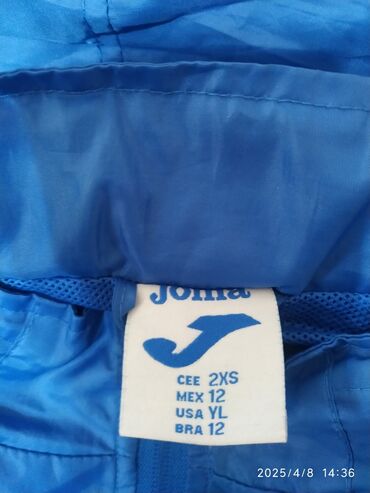 Joma
CEE 2XS
MEX 12
USA YL
BRA 12
2025/4/8 14:36